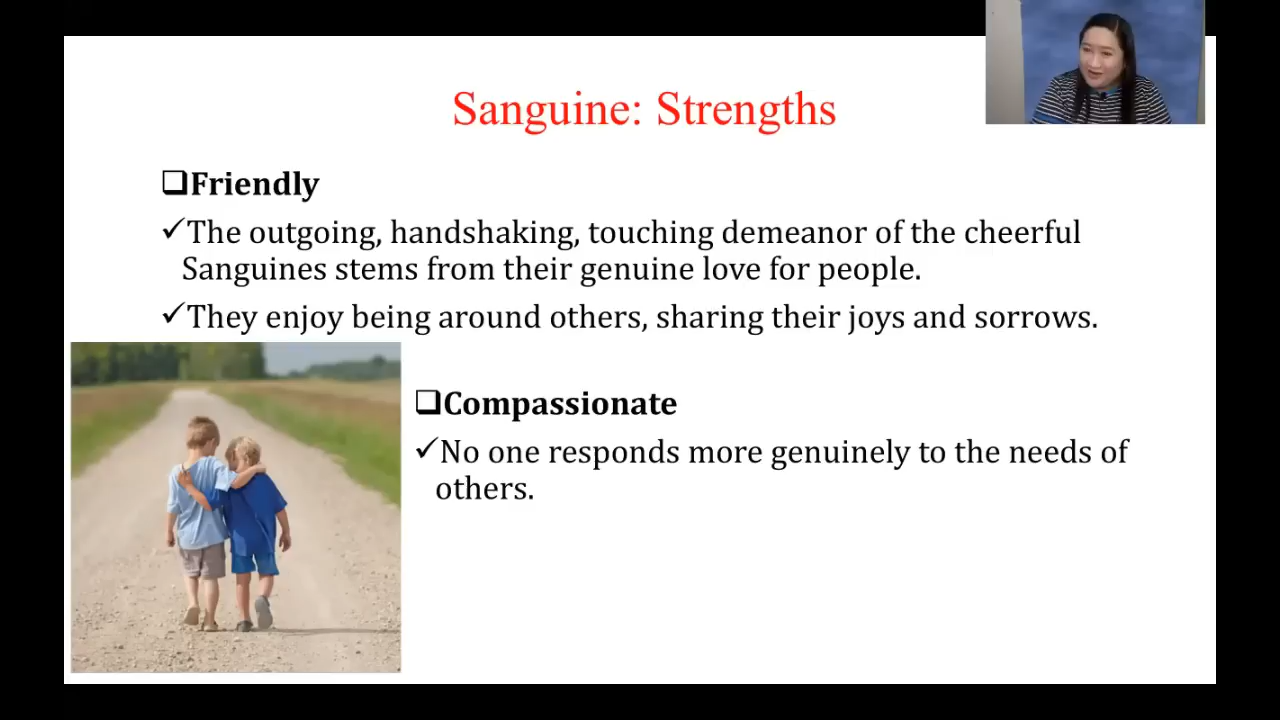 Sanguine: Strengths
❑Friendly
✓The outgoing, handshaking, touching demeanor of the cheerful
Sanguines stems from their genuine love for people.
✓They enjoy being around others, sharing their joys and sorrows.
❑Compassionate
✓No one responds more genuinely to the needs of
others.